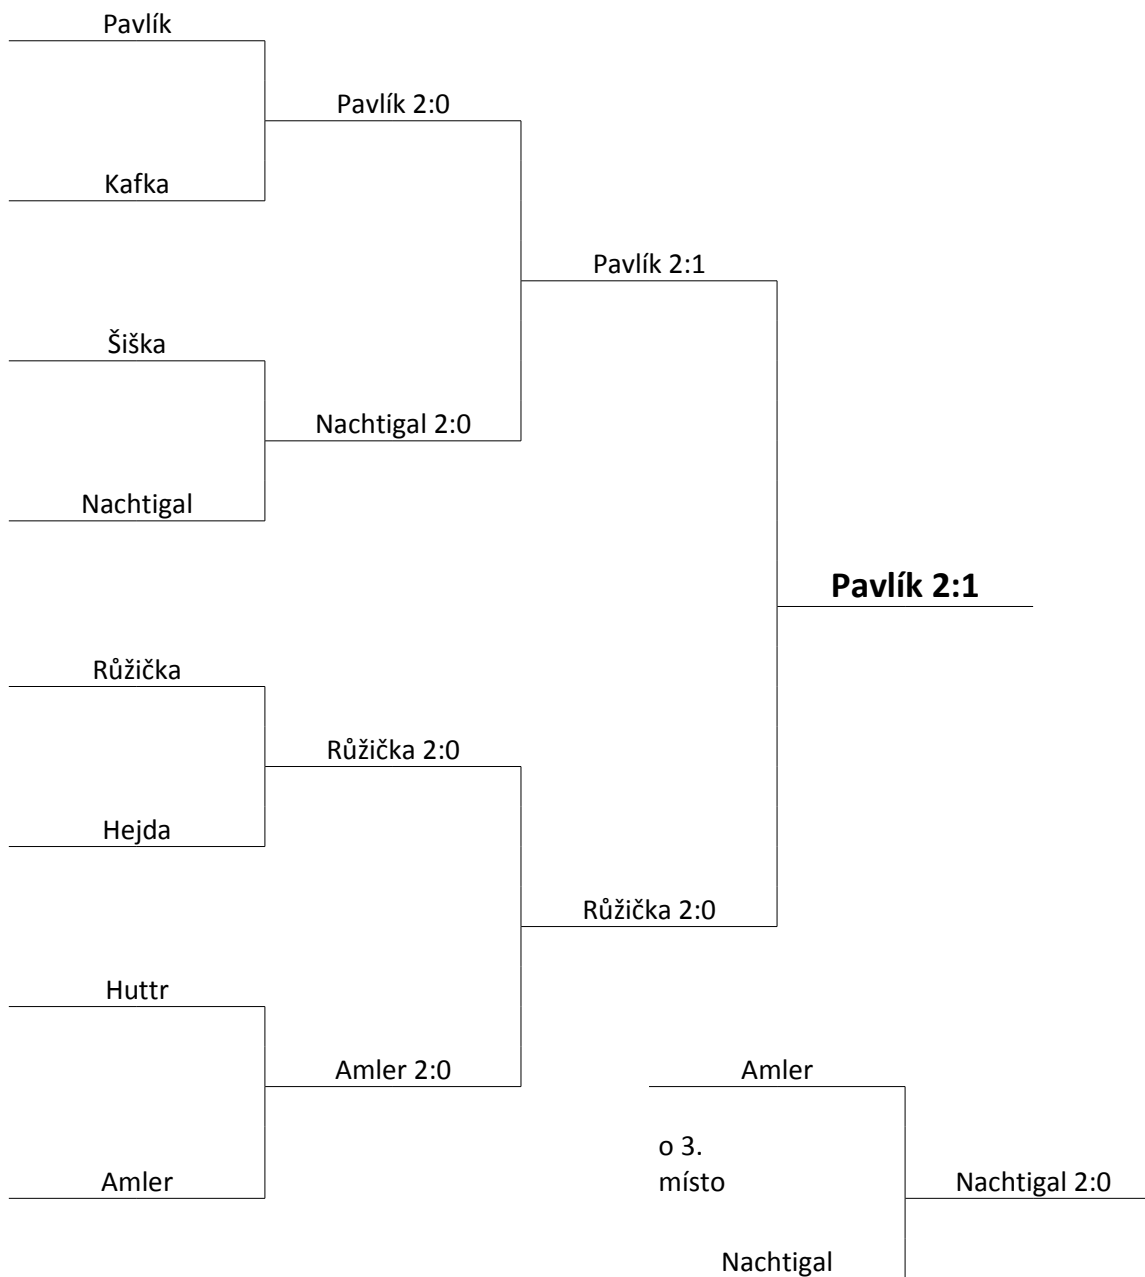 Pavlík
Pavlík 2:0
Kafka
Pavlík 2:1
Šiška
Nachtigal 2:0
Nachtigal
Pavlík 2:1
Růžička
Růžička 2:0
Hejda
Růžička 2:0
Huttr
Amler 2:0
Amler
o 3.
místo
Amler
Nachtigal 2:0
Nachtigal